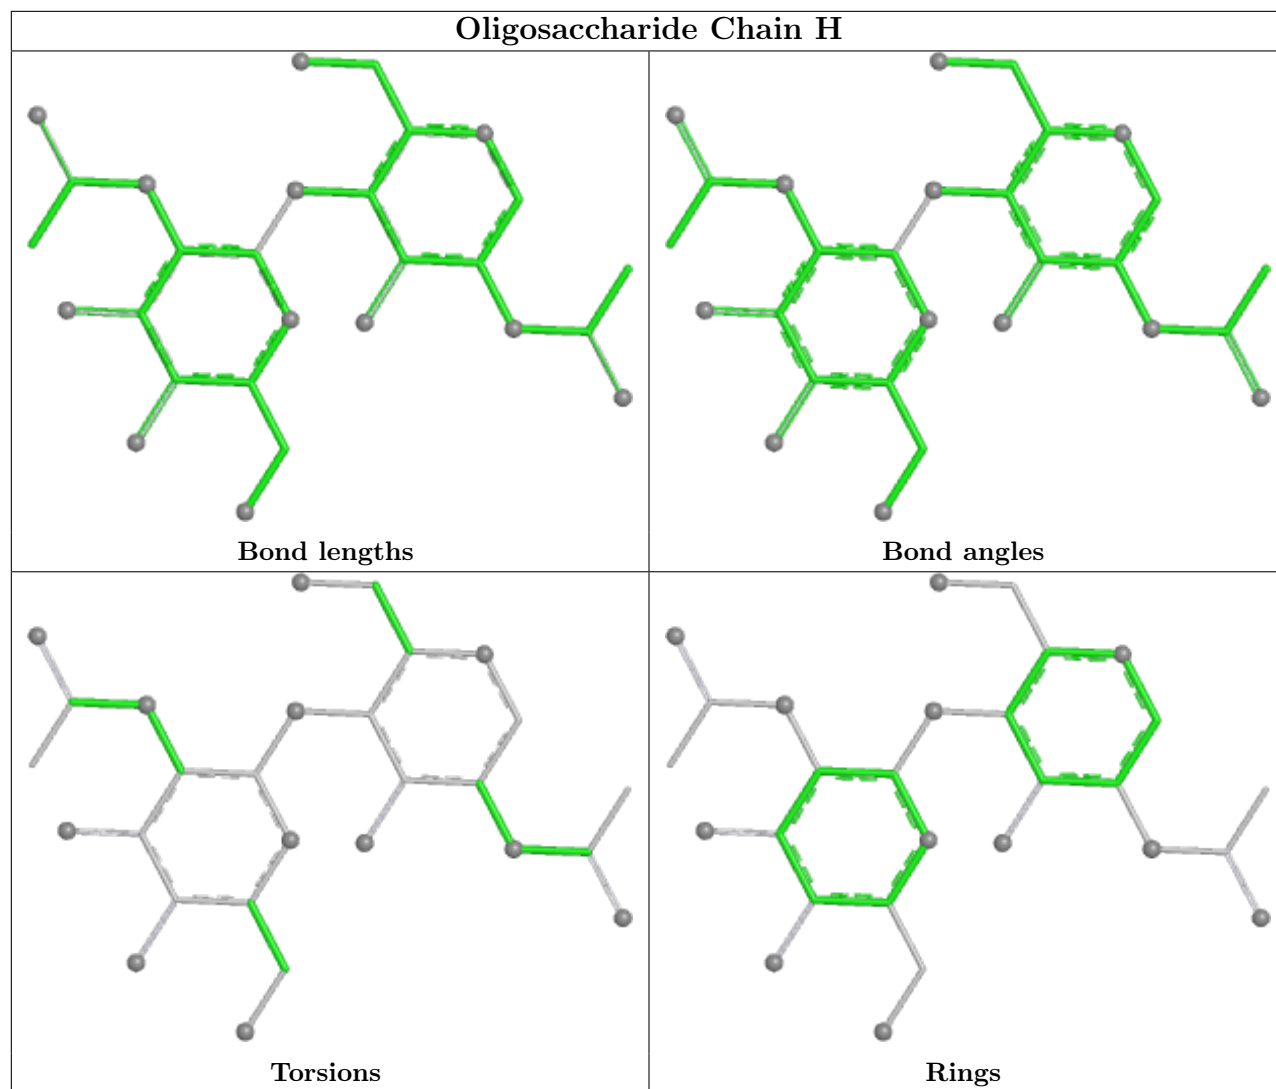 Oligosaccharide Chain H
Bond lengths
Bond angles
Torsions
Rings